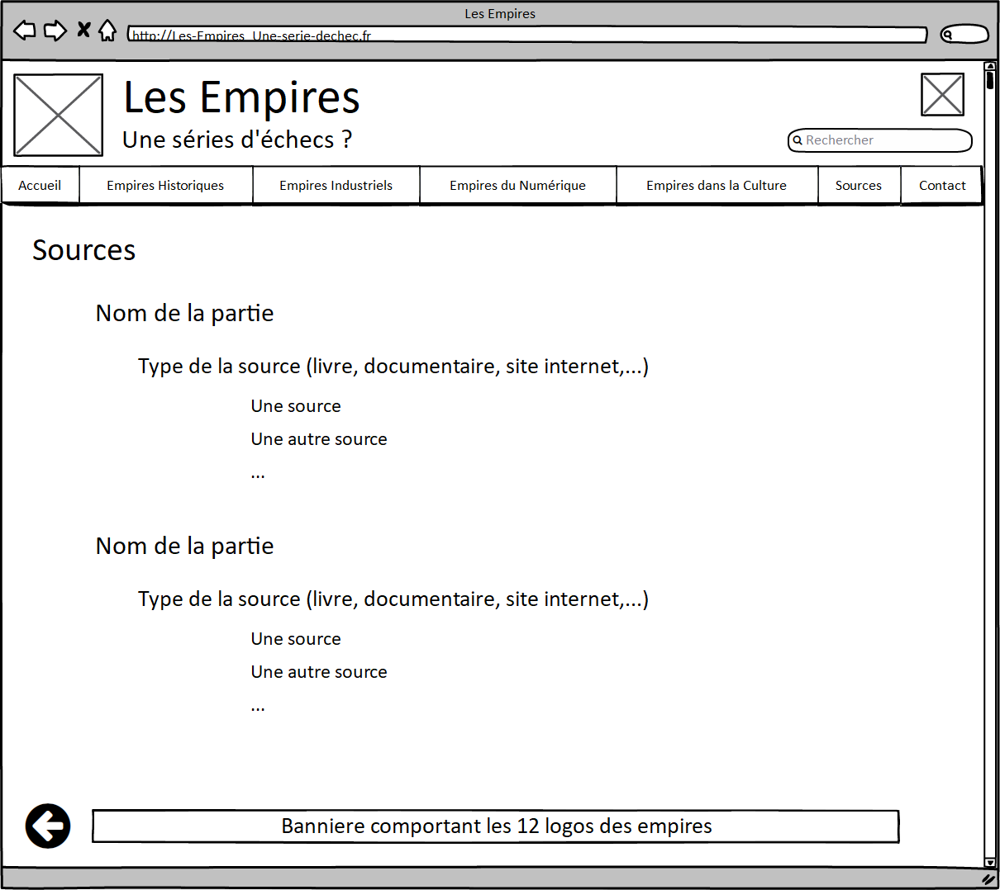 Les Empires
http://Les-Empires_Une-serie-dechec.fr
Les Empires
Une séries d'échecs ?
Rechercher
Accueil Empires Historiques Empires Industriels Empires du Numérique Empires dans la Culture Sources Contact
Sources
Nom de la partie
Type de la source (livre, documentaire, site internet,...)
Une source
Une autre source
...
Nom de la partie
Type de la source (livre, documentaire, site internet,...)
Une source
Une autre source
...
Banniere comportant les 12 logos des empires